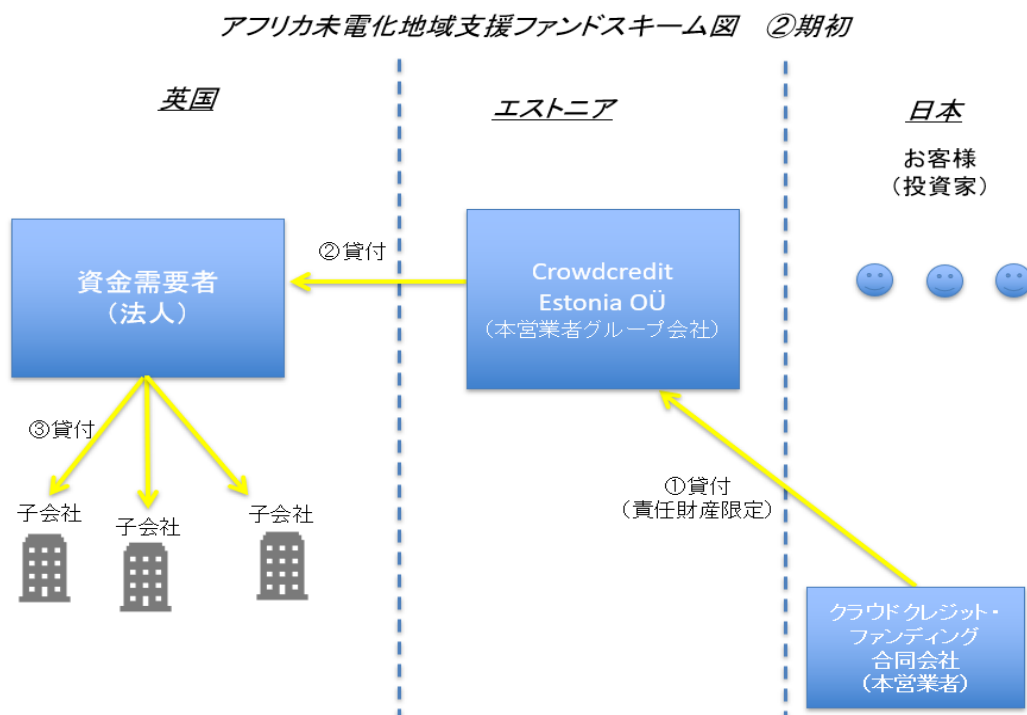 アフリカ未電化地域支援ファンドスキーム図　②期初
英国
エストニア
日本
お客様
（投資家）
資金需要者
（法人）
②貸付
Crowdcredit
Estonia OÜ
（本営業者グループ会社）
③貸付
子会社
子会社
子会社
①貸付
（責任財産限定）
クラウドクレジット・
ファンディング
合同会社
（本営業者）